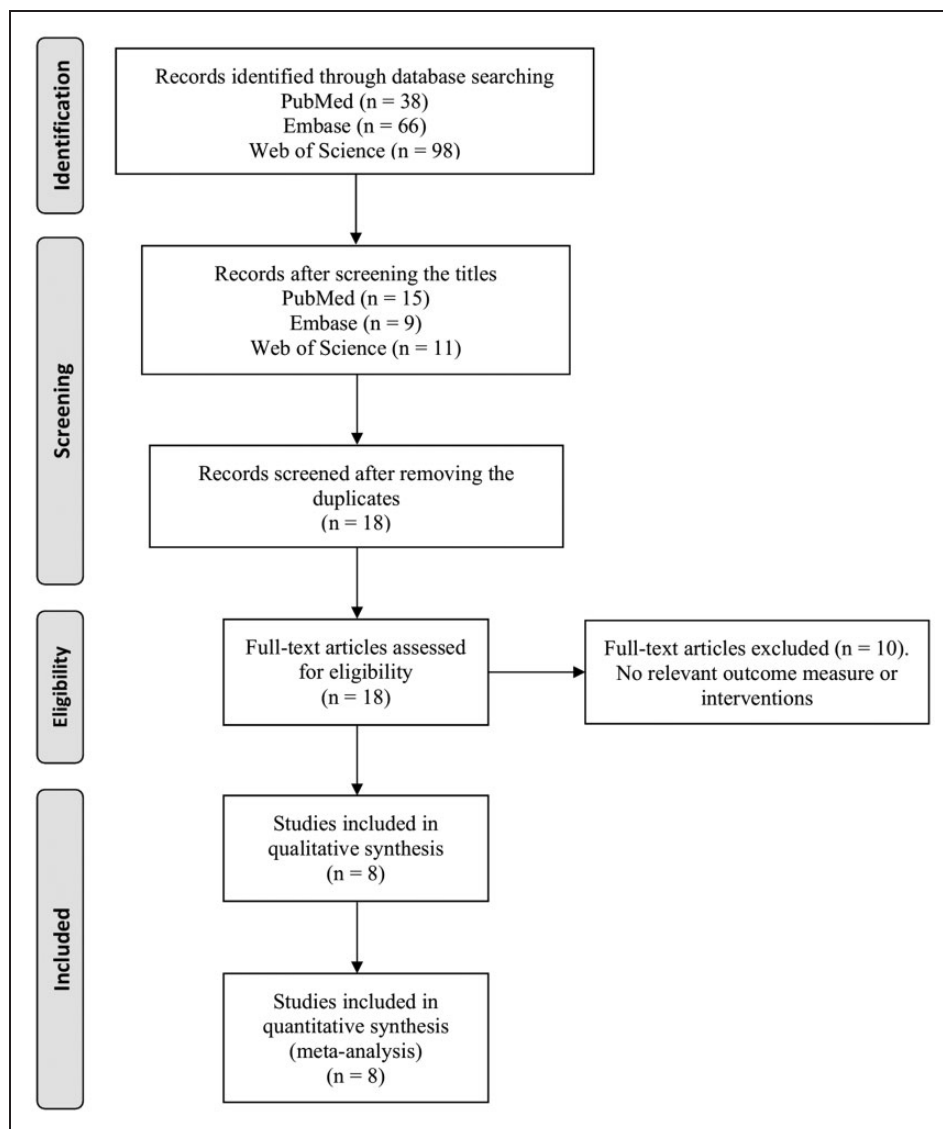 Identification
Records identified through database searching
PubMed (n = 38)
Embase (n = 66)
Web of Science (n = 98)
Screening
Records after screening the titles
PubMed (n = 15)
Embase (n = 9)
Web of Science (n = 11)
Records screened after removing the
duplicates
(n = 18)
Eligibility
Full-text articles assessed
for eligibility
(n = 18)
Full-text articles excluded (n = 10).
No relevant outcome measure or
interventions
Included
Studies included in
qualitative synthesis
(n = 8)
Studies included in
quantitative synthesis
(meta-analysis)
(n = 8)